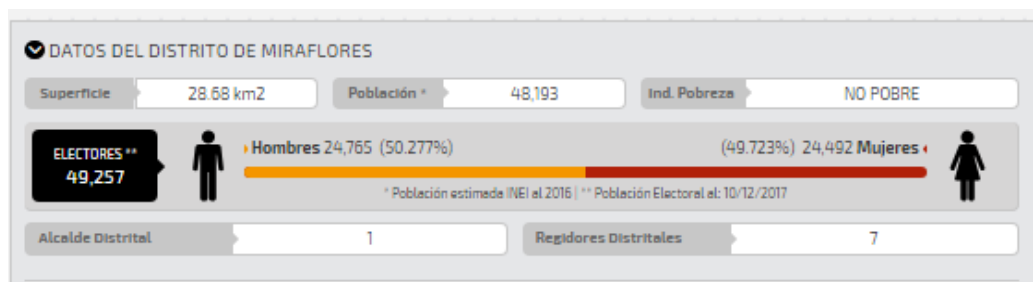 DATOS DEL DISTRITO DE MIRAFLORES
Superficie 28.68 km2 Población * 48,193 Ind. Pobreza NO POBRE
ELECTORES **
49,257
Hombres 24,765 (50.277%) (49.723%) 24,492 Mujeres
* Población estimada INEI al 2016 | ** Población Electoral al: 10/12/2017
Alcalde Distrital 1 Regidores Distritales 7